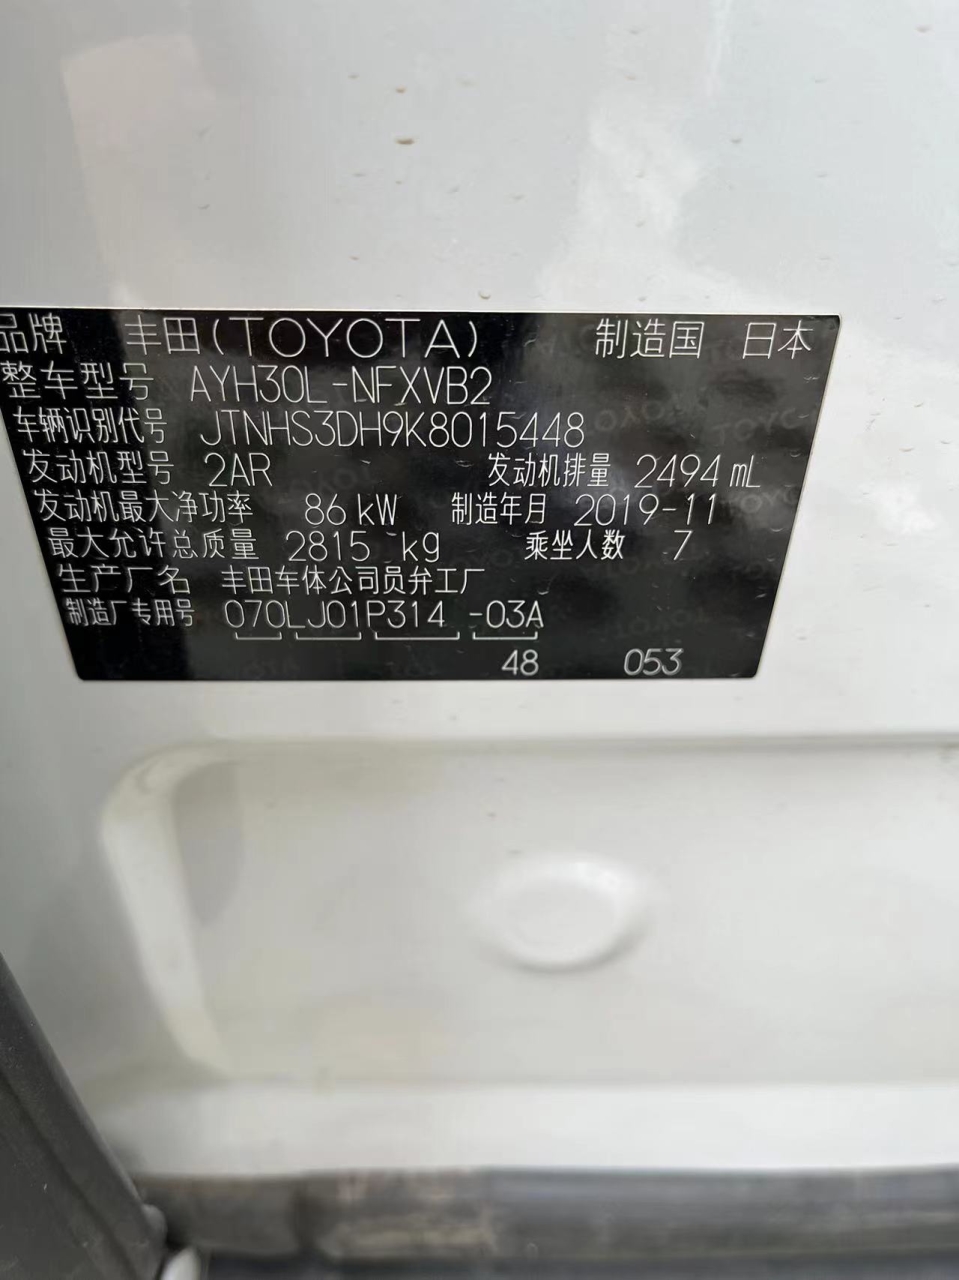 品牌 丰田(TOYOTA) 制造国 日本
整车型号 AYH30L-NFXVB2
车辆识别代号 JTNHS3DH9K8015448
发动机型号 2AR 发动机排量 2494 mL
发动机最大净功率 86 kW 制造年月 2019-11
最大允许总质量 2815 kg 乘坐人数 7
生产厂名 丰田车体公司员弁工厂
制造厂专用号 070LJ01P314 -03A
48 053